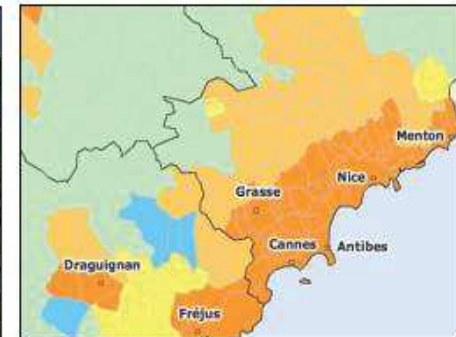 Menton
Nice
Grasse
Cannes
Antibes
Draguignan
Fréjus